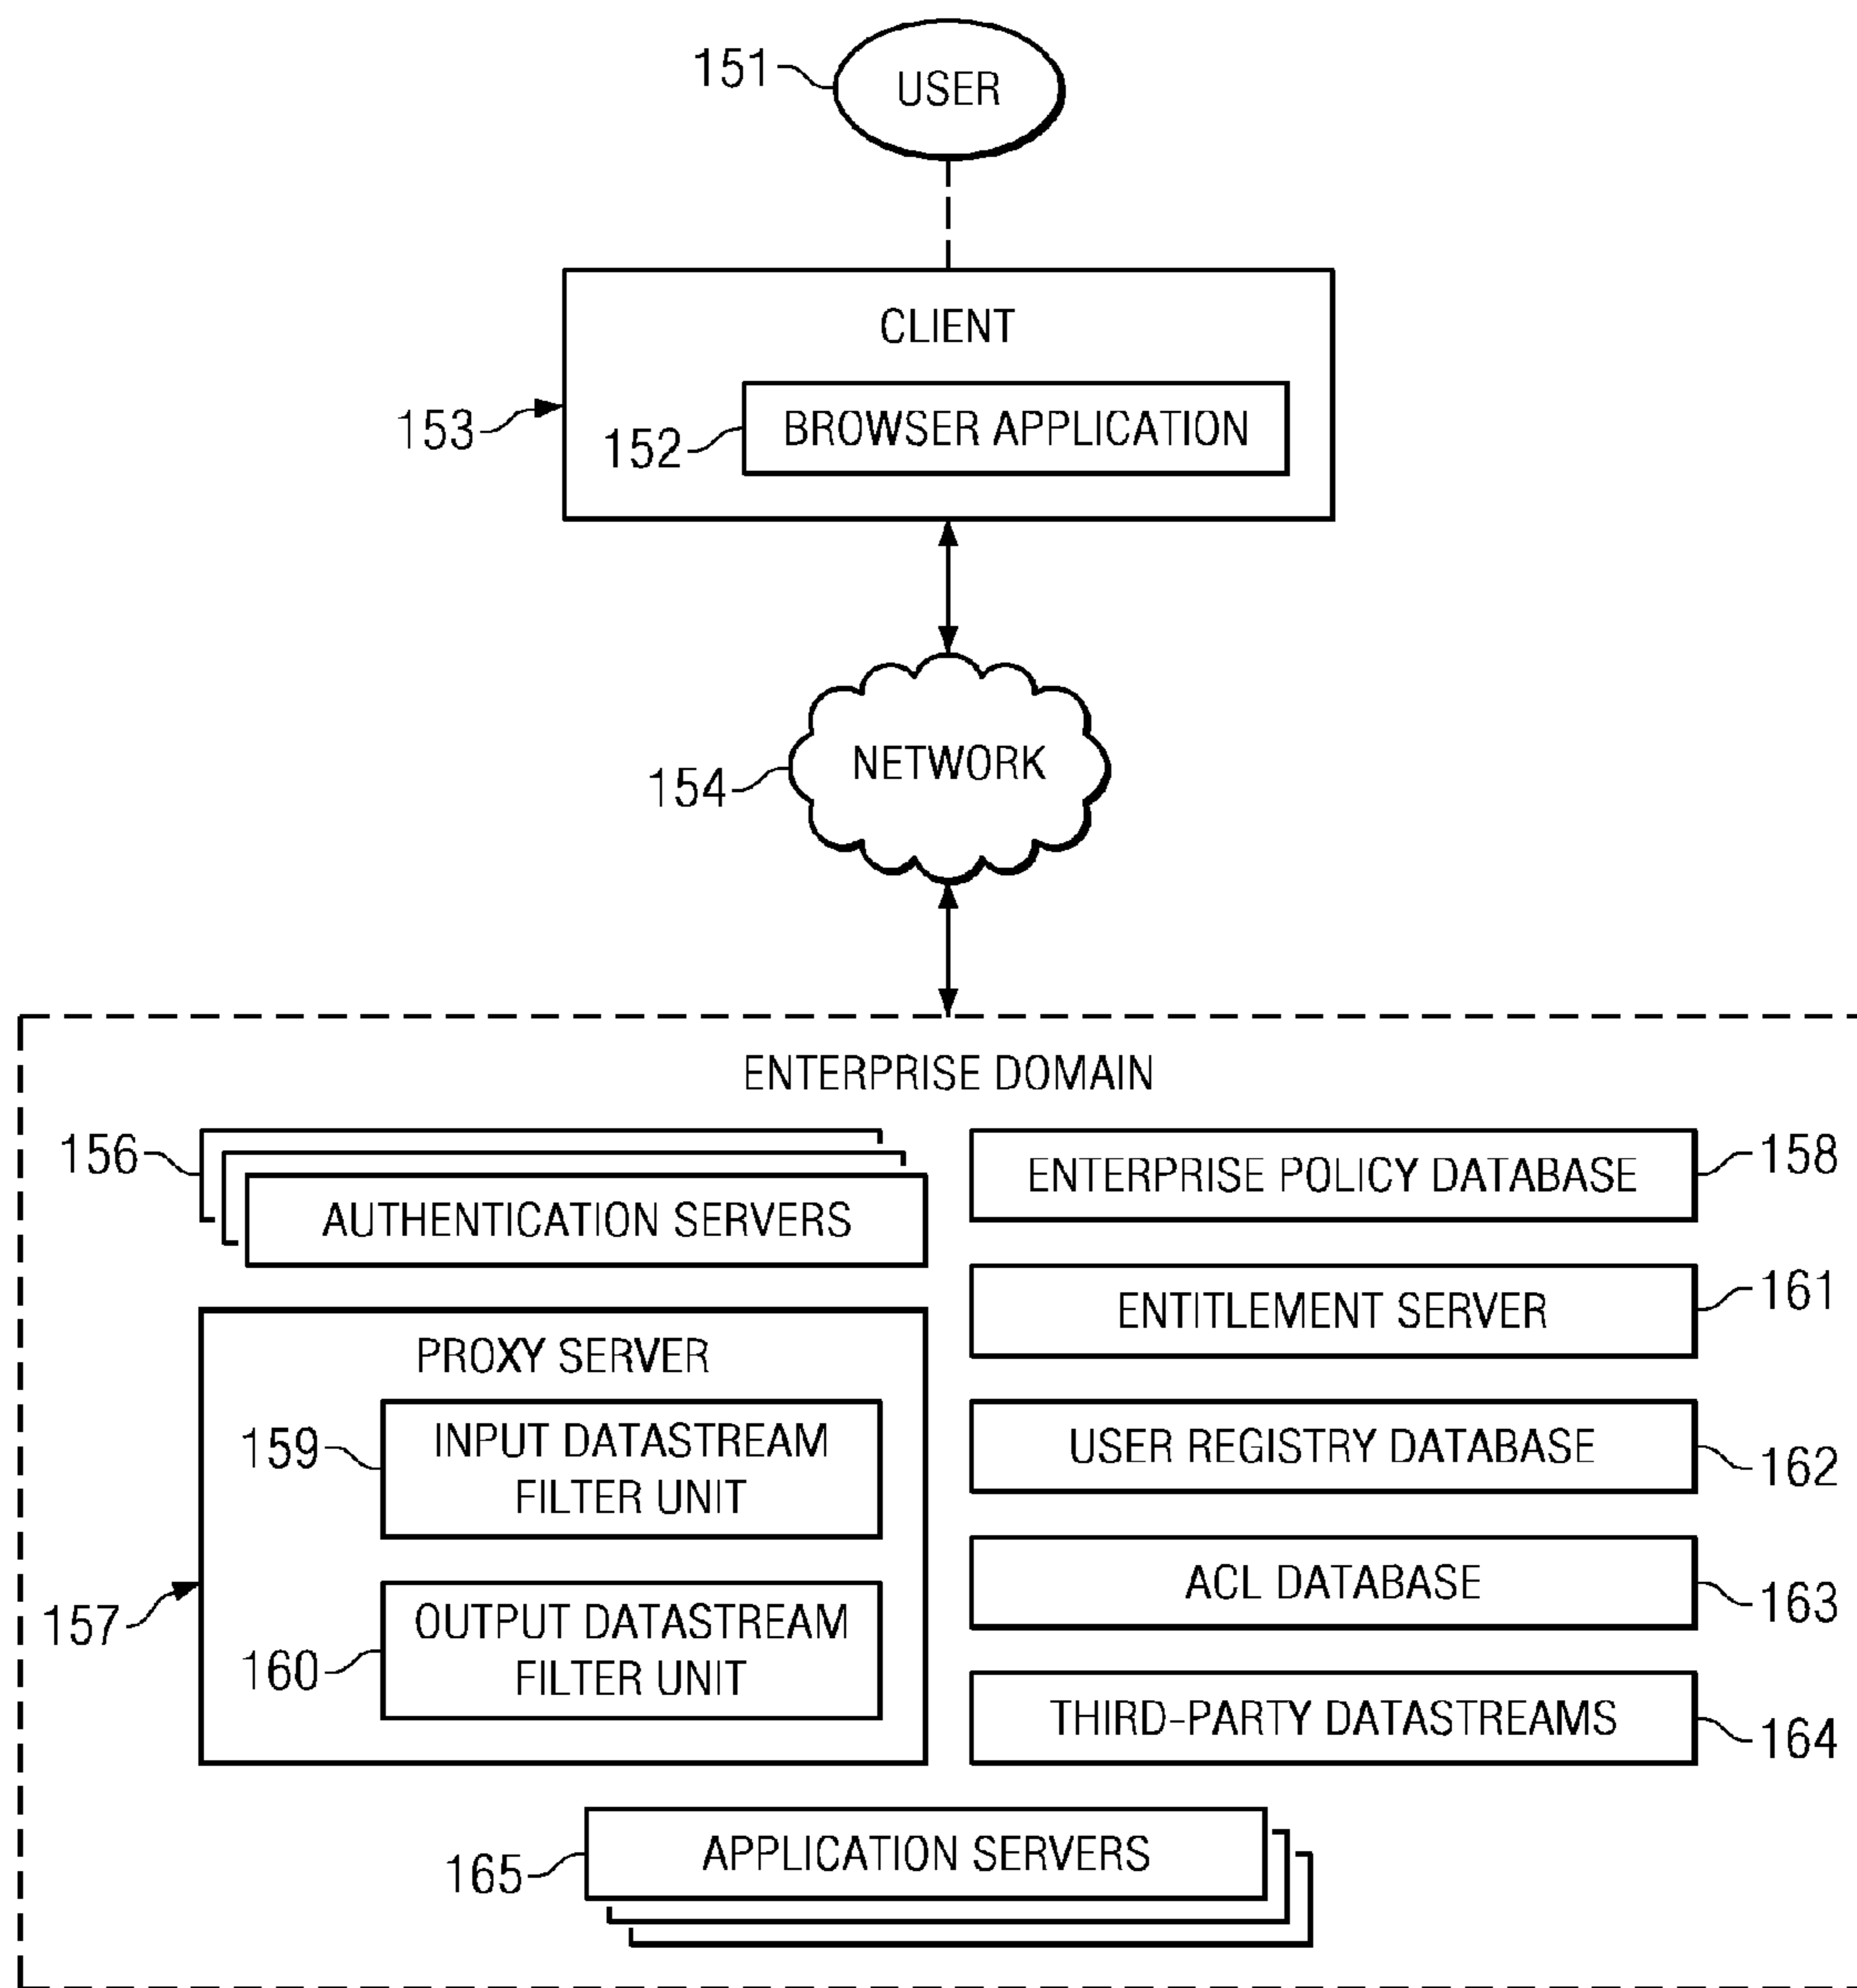 151
USER
CLIENT
153
152
BROWSER APPLICATION
154
NETWORK
ENTERPRISE DOMAIN
156
AUTHENTICATION SERVERS
PROXY SERVER
159
INPUT DATASTREAM
FILTER UNIT
157
160
OUTPUT DATASTREAM
FILTER UNIT
ENTERPRISE POLICY DATABASE
158
ENTITLEMENT SERVER
161
USER REGISTRY DATABASE
162
ACL DATABASE
163
THIRD-PARTY DATASTREAMS
164
165
APPLICATION SERVERS